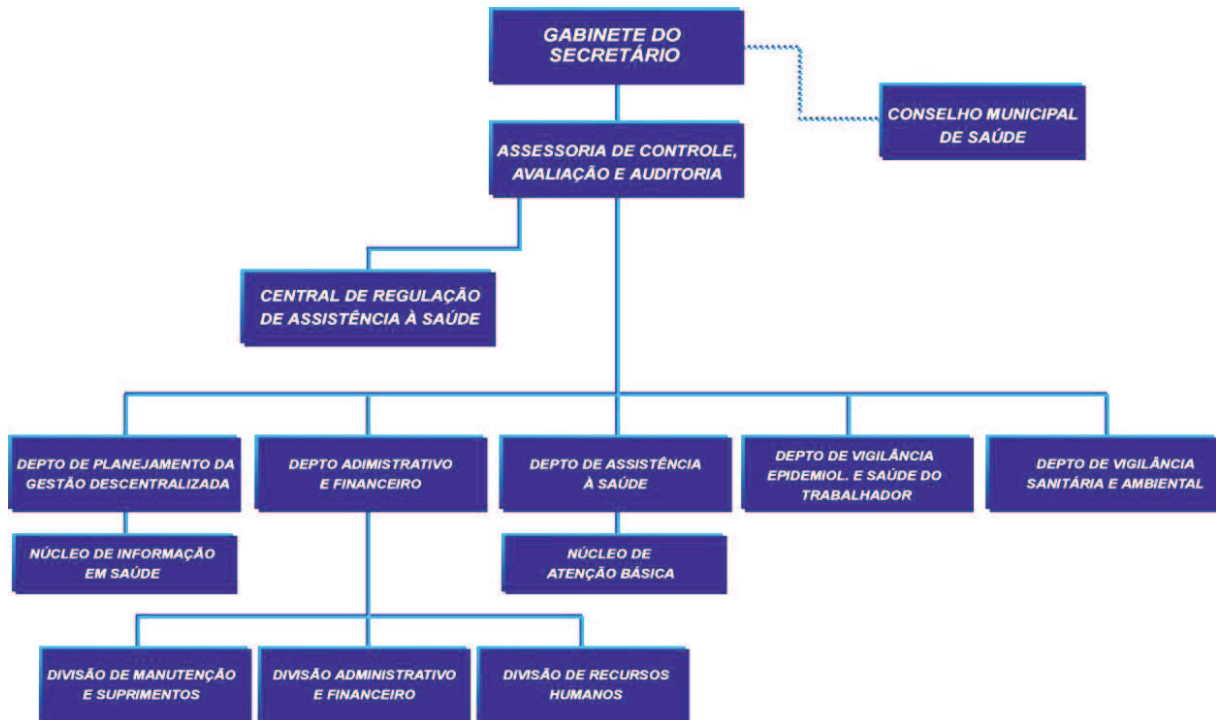 GABINETE DO
SECRETÁRIO
CONSELHO MUNICIPAL
DE SAÚDE
ASSESSORIA DE CONTROLE,
AVALIAÇÃO E AUDITORIA
CENTRAL DE REGULAÇÃO
DE ASSISTÊNCIA À SAÚDE
DEPTO DE PLANEJAMENTO DA
GESTÃO DESCENTRALIZADA
DEPTO ADIMISTRATIVO
E FINANCEIRO
DEPTO DE ASSISTÊNCIA
À SAÚDE
DEPTO DE VIGILÂNCIA
EPIDEMIOL. E SAÚDE DO
TRABALHADOR
DEPTO DE VIGILÂNCIA
SANITÁRIA E AMBIENTAL
NÚCLEO DE INFORMAÇÃO
EM SAÚDE
NÚCLEO DE
ATENÇÃO BÁSICA
DIVISÃO DE MANUTENÇÃO
E SUPRIMENTOS
DIVISÃO ADMINISTRATIVO
E FINANCEIRO
DIVISÃO DE RECURSOS
HUMANOS